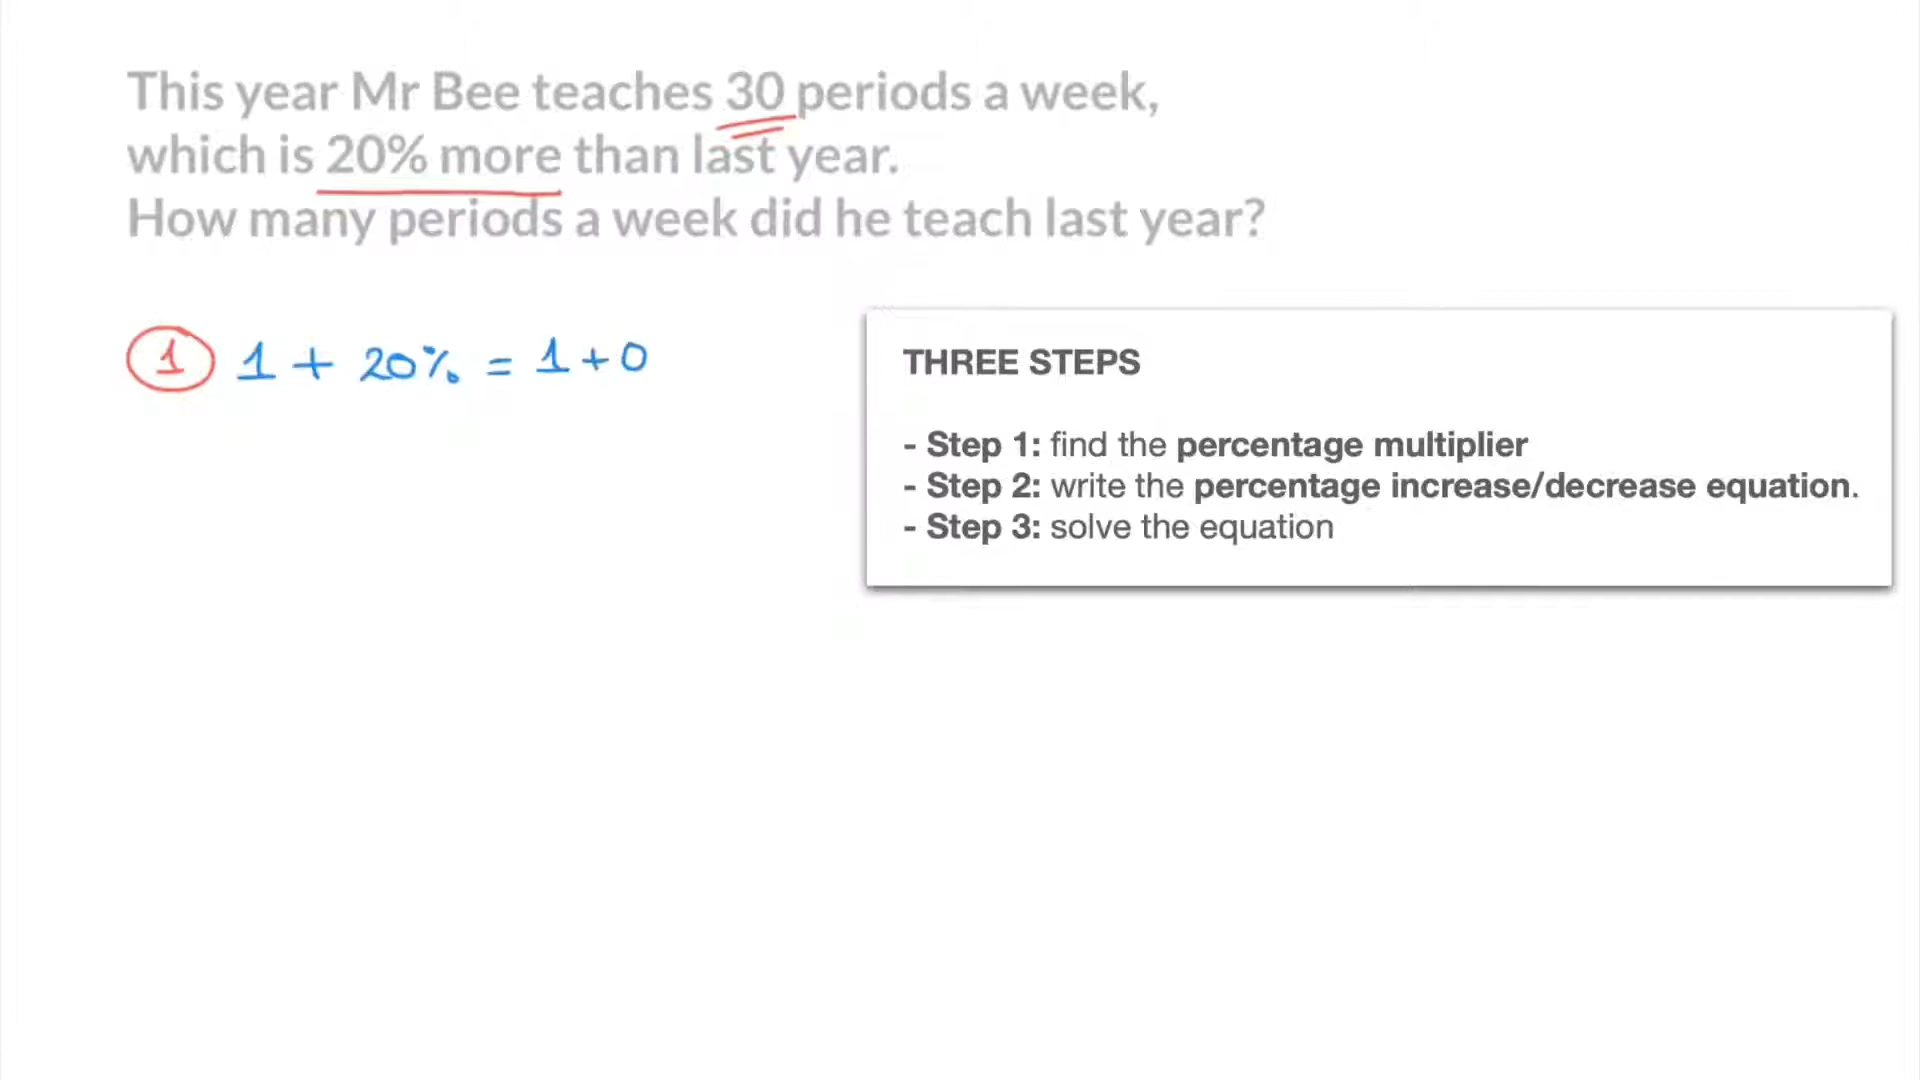 This year Mr Bee teaches 30 periods a week,
which is 20% more than last year.
How many periods a week did he teach last year?
1 1 + 20% = 1 + 0
THREE STEPS
- Step 1: find the percentage multiplier
- Step 2: write the percentage increase/decrease equation.
- Step 3: solve the equation